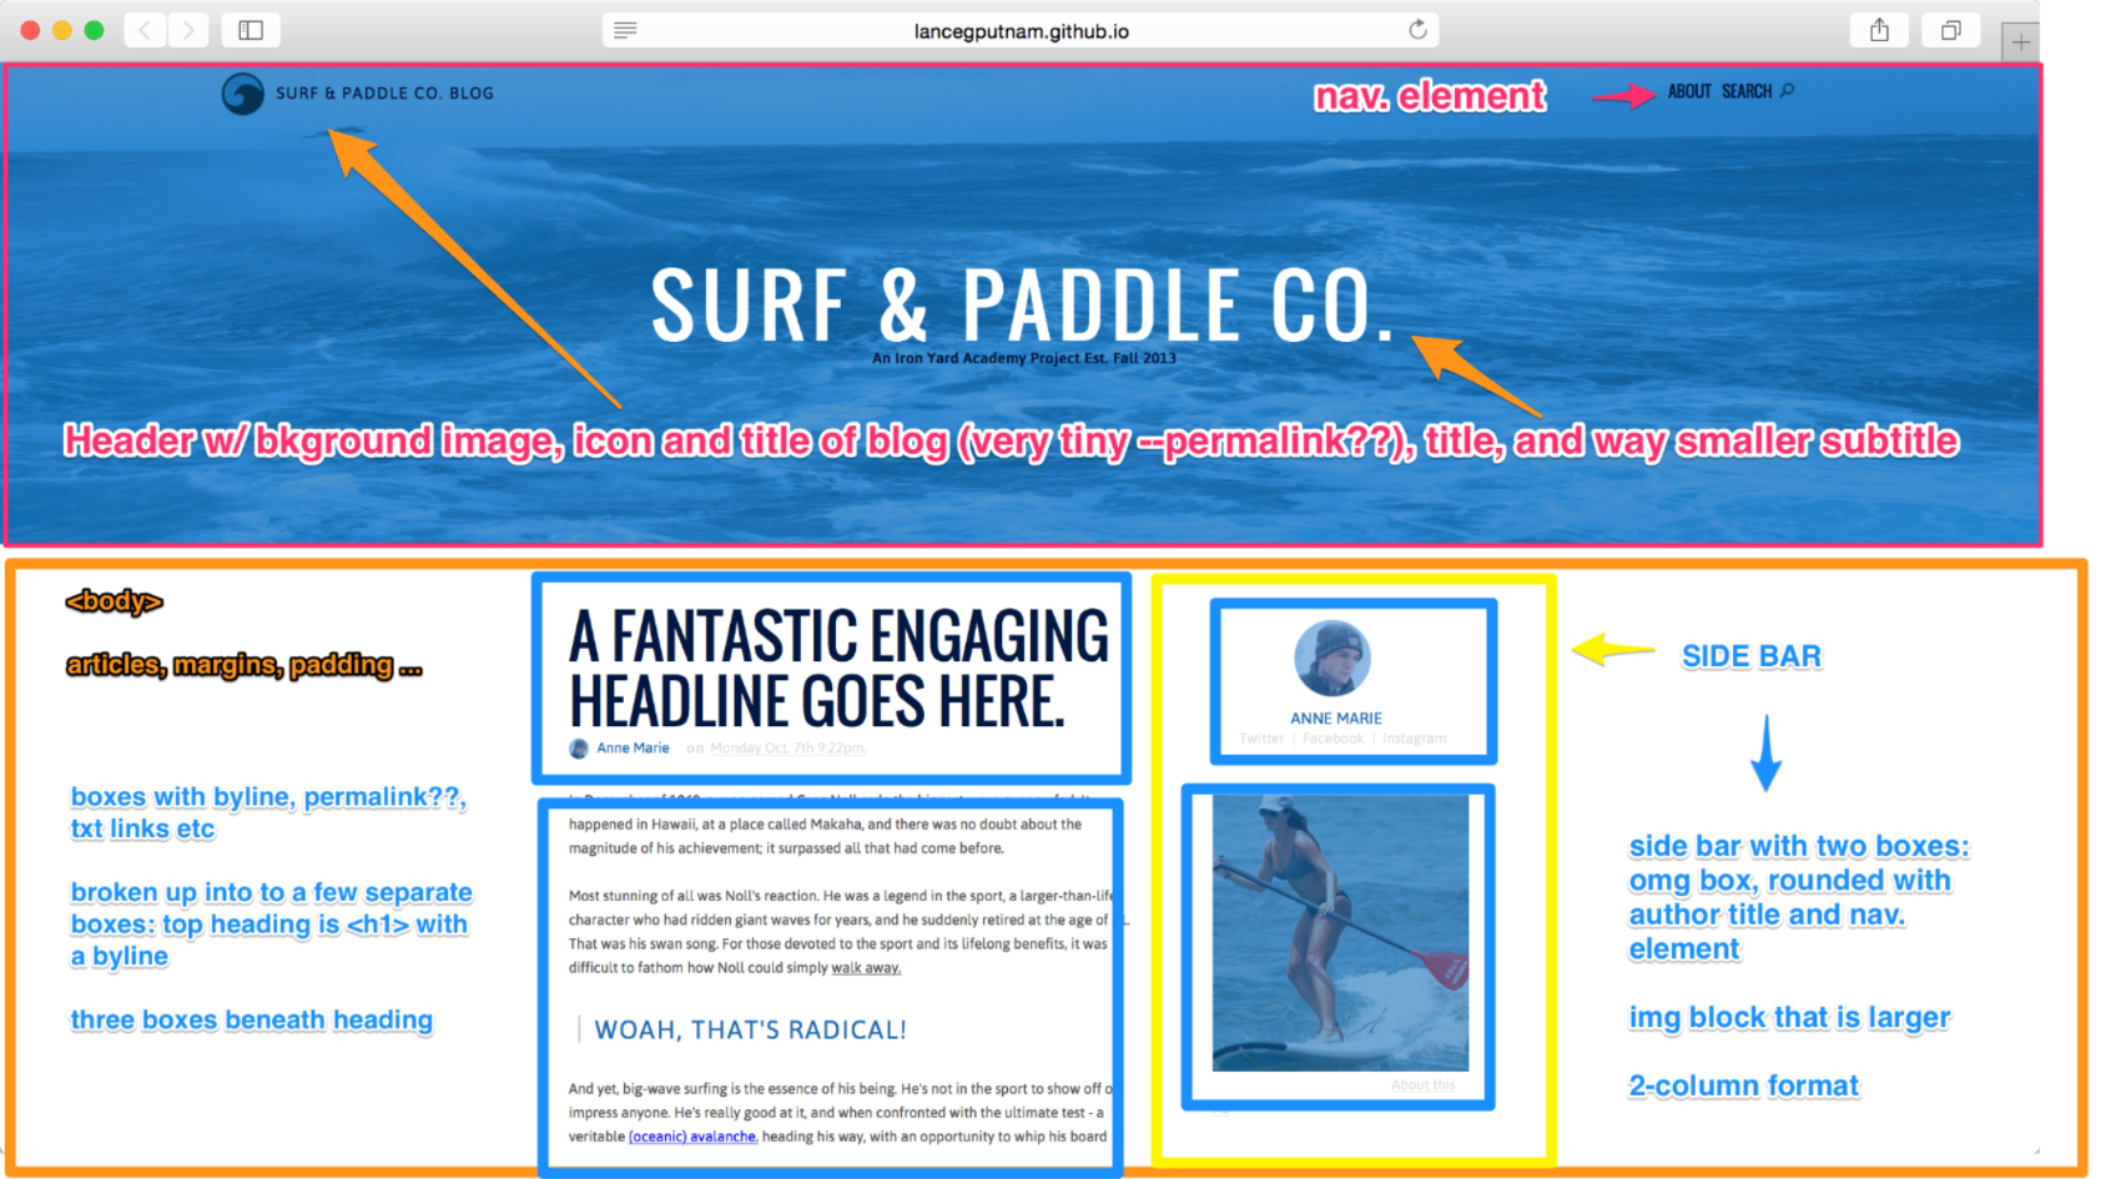 lancegputnam.github.io
SURF & PADDLE CO. BLOG
nav. element
ABOUT SEARCH
SURF & PADDLE CO.
An Iron Yard Academy Project Est. Fall 2013
Header w/ bkground image, icon and title of blog (very tiny --permalink??), title, and way smaller subtitle
<body>
articles, margins, padding ...
boxes with byline, permalink??,
txt links etc
broken up into to a few separate
boxes: top heading is <h1> with
a byline
three boxes beneath heading
A FANTASTIC ENGAGING
HEADLINE GOES HERE.
Anne Marie on Monday Oct. 7th 9:22pm.
happened in Hawaii, at a place called Makaha, and there was no doubt about the
magnitude of his achievement; it surpassed all that had come before.
Most stunning of all was Noll's reaction. He was a legend in the sport, a larger-than-life
character who had ridden giant waves for years, and he suddenly retired at the age of
That was his swan song. For those devoted to the sport and its lifelong benefits, it was
difficult to fathom how Noll could simply walk away.
WOAH, THAT'S RADICAL!
And yet, big-wave surfing is the essence of his being. He's not in the sport to show off o
impress anyone. He's really good at it, and when confronted with the ultimate test - a
veritable (oceanic) avalanche, heading his way, with an opportunity to whip his board
ANNE MARIE
Twitter | Facebook | Instagram
About this
SIDE BAR
side bar with two boxes:
omg box, rounded with
author title and nav.
element
img block that is larger
2-column format